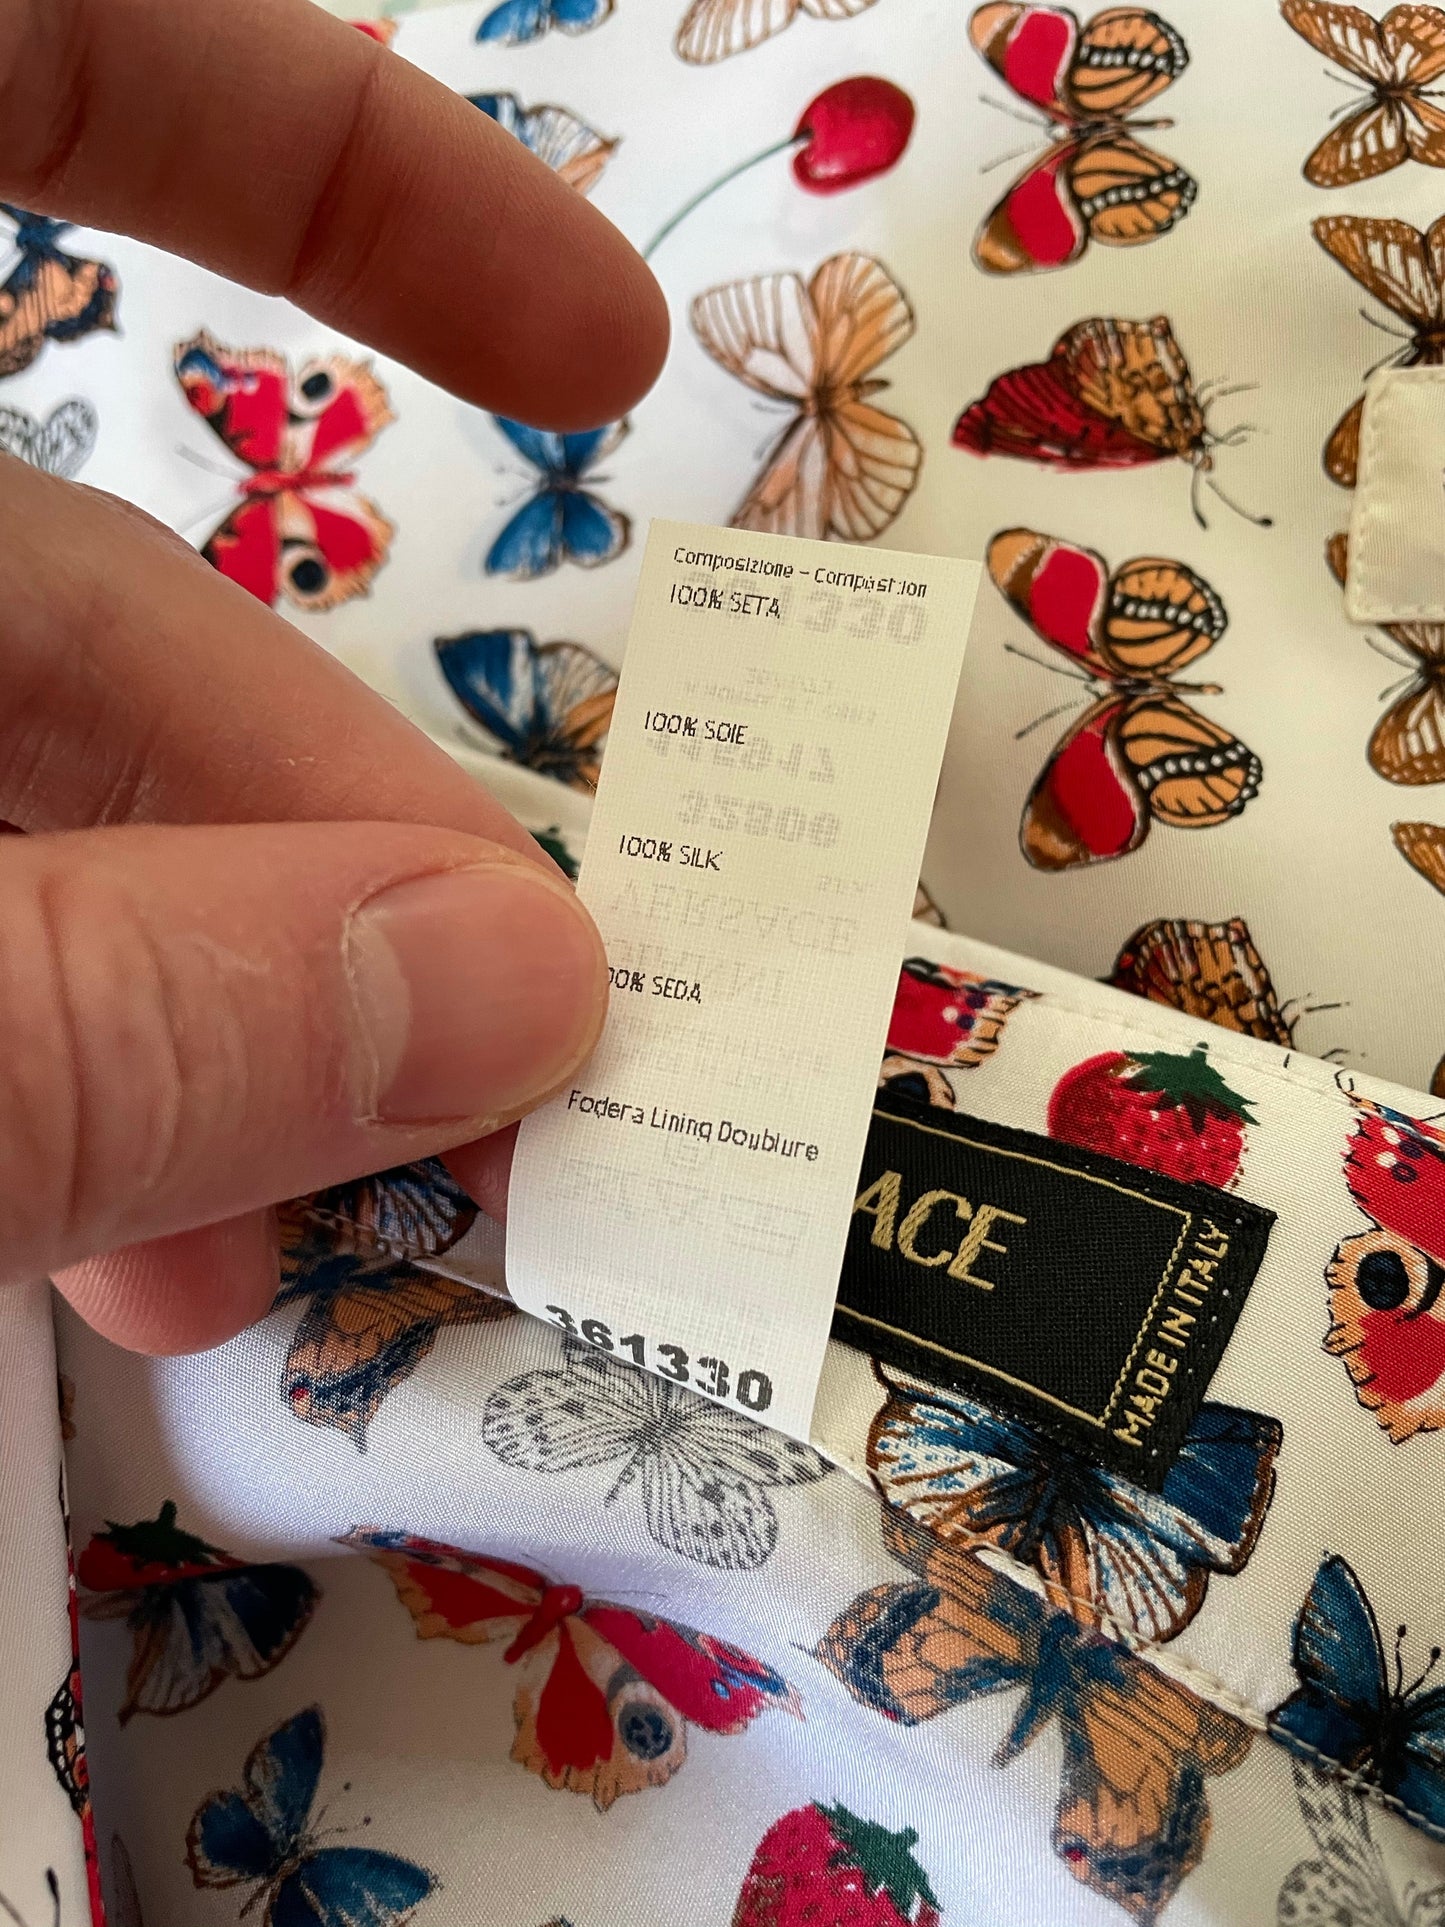 Composizione - Composition
100% SETA
100% SOIE
100% SILK
00% SEDA
Fodera Lining Doublure
361330
ACE
MADE IN ITALY